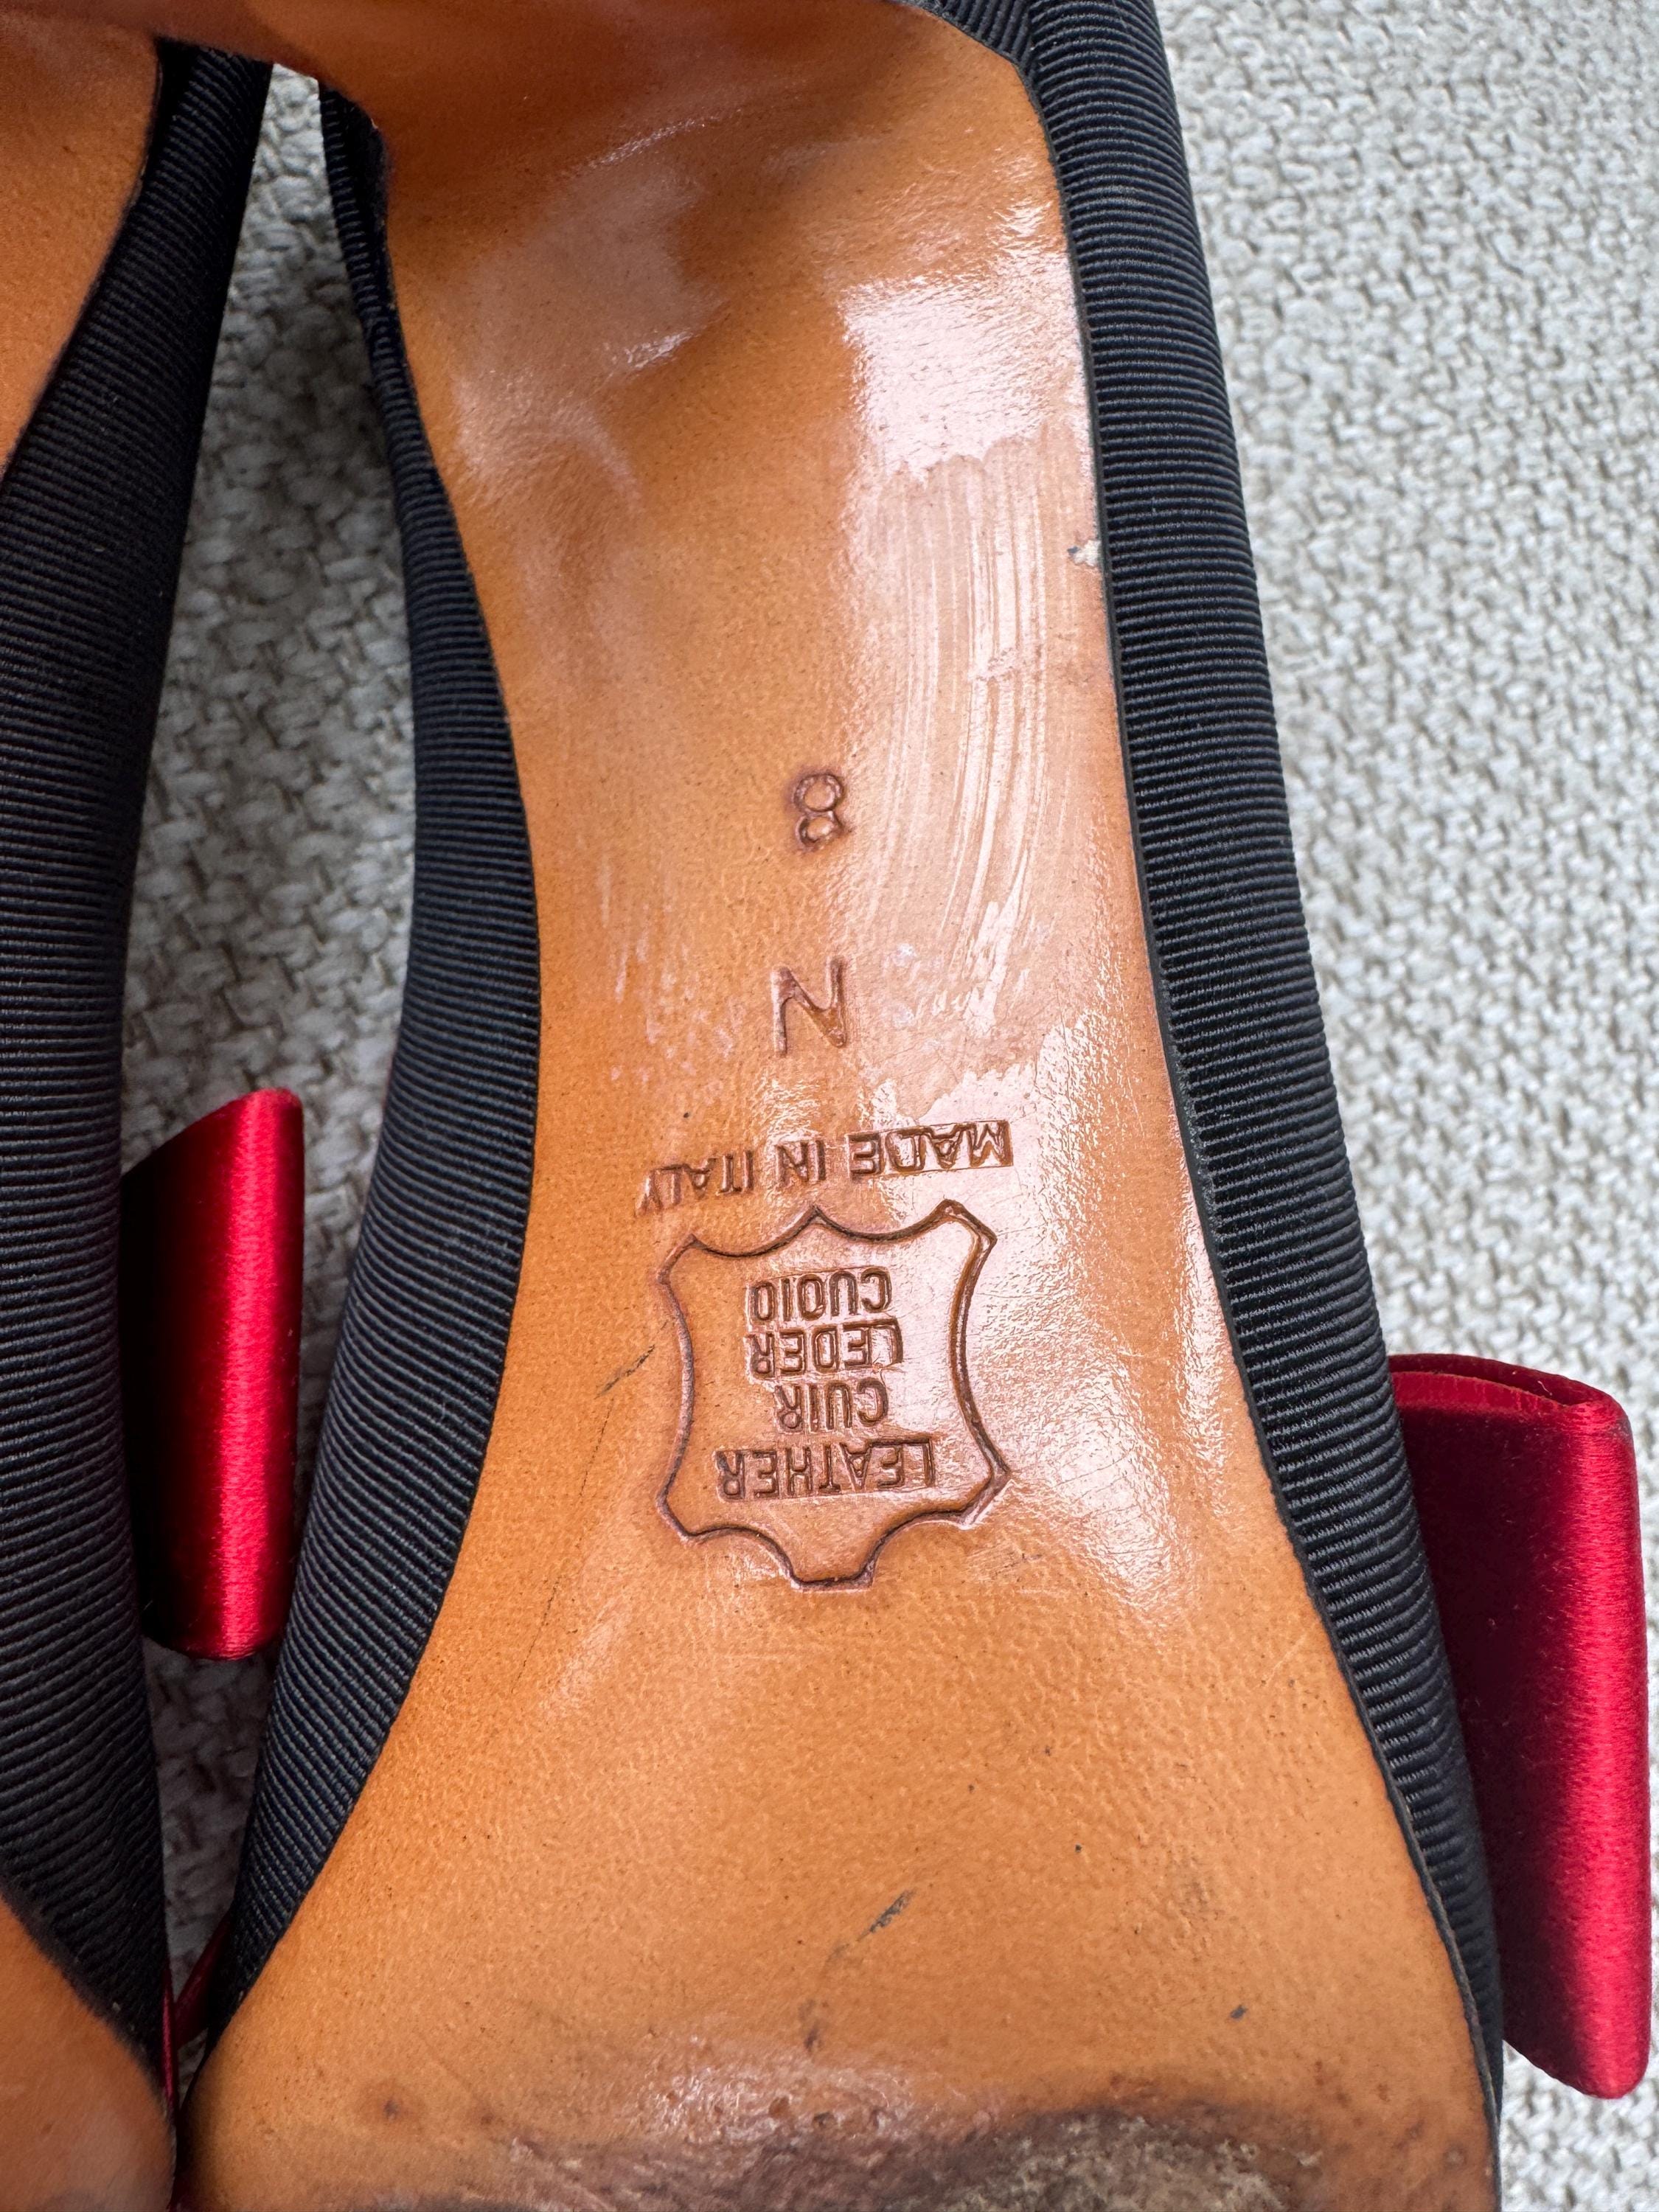 LEATHER
CUIR
LEDER
CUOIO
MADE IN ITALY
N
8